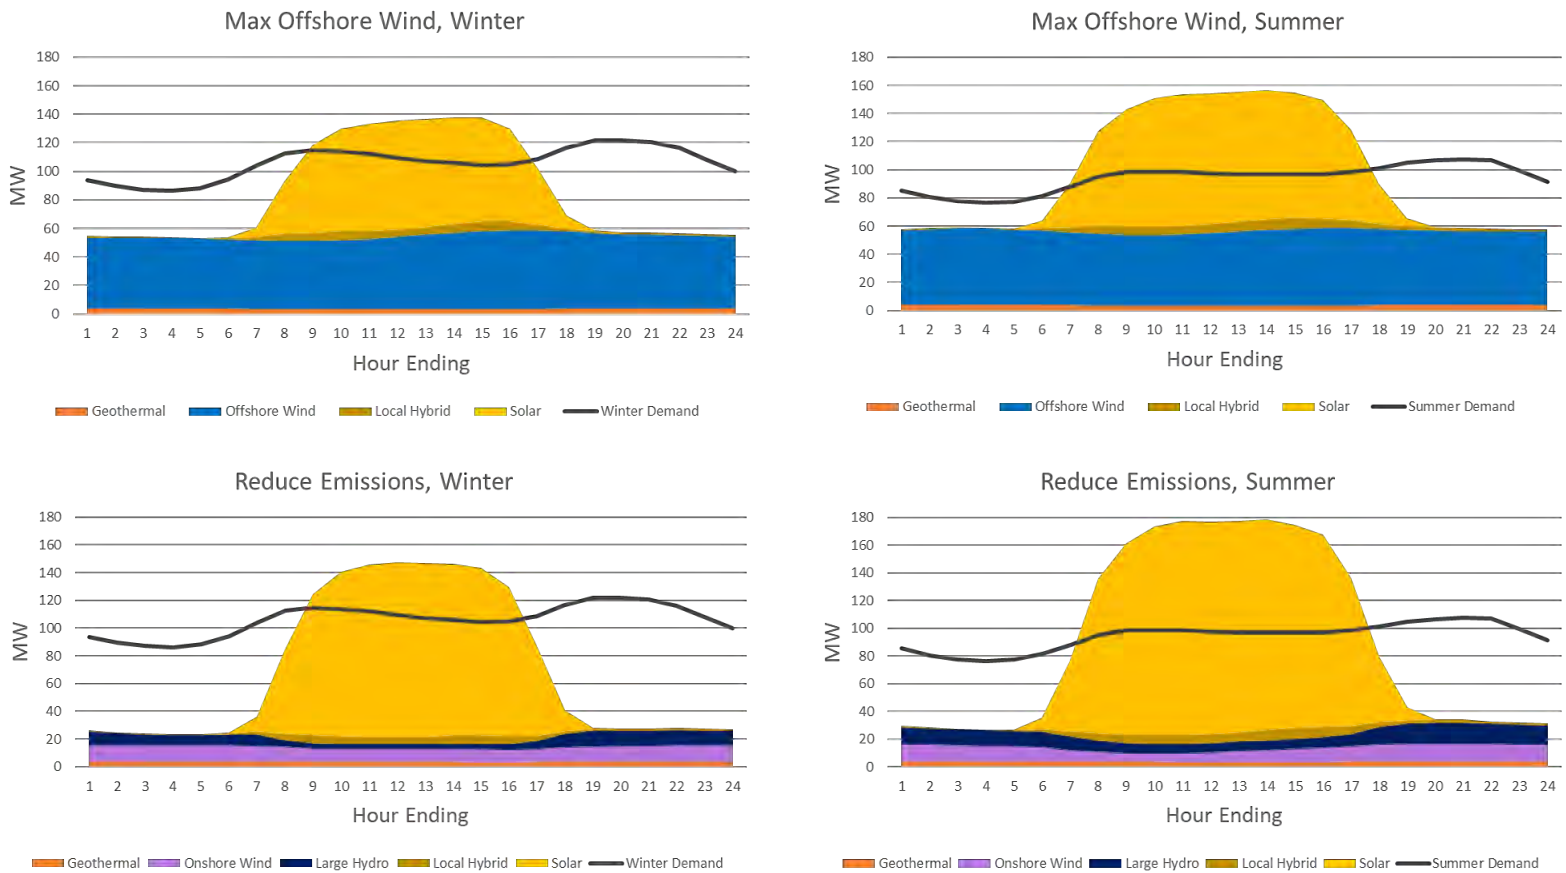 Max Offshore Wind, Winter
180
160
140
120
100
80
60
40
20
0
MW
1 2 3 4 5 6 7 8 9 10 11 12 13 14 15 16 17 18 19 20 21 22 23 24
Hour Ending
Geothermal Offshore Wind Local Hybrid Solar Winter Demand
Max Offshore Wind, Summer
180
160
140
120
100
80
60
40
20
0
MW
1 2 3 4 5 6 7 8 9 10 11 12 13 14 15 16 17 18 19 20 21 22 23 24
Hour Ending
Geothermal Offshore Wind Local Hybrid Solar Summer Demand
Reduce Emissions, Winter
180
160
140
120
100
80
60
40
20
0
MW
1 2 3 4 5 6 7 8 9 10 11 12 13 14 15 16 17 18 19 20 21 22 23 24
Hour Ending
Geothermal Onshore Wind Large Hydro Local Hybrid Solar Winter Demand
Reduce Emissions, Summer
180
160
140
120
100
80
60
40
20
0
MW
1 2 3 4 5 6 7 8 9 10 11 12 13 14 15 16 17 18 19 20 21 22 23 24
Hour Ending
Geothermal Onshore Wind Large Hydro Local Hybrid Solar Summer Demand